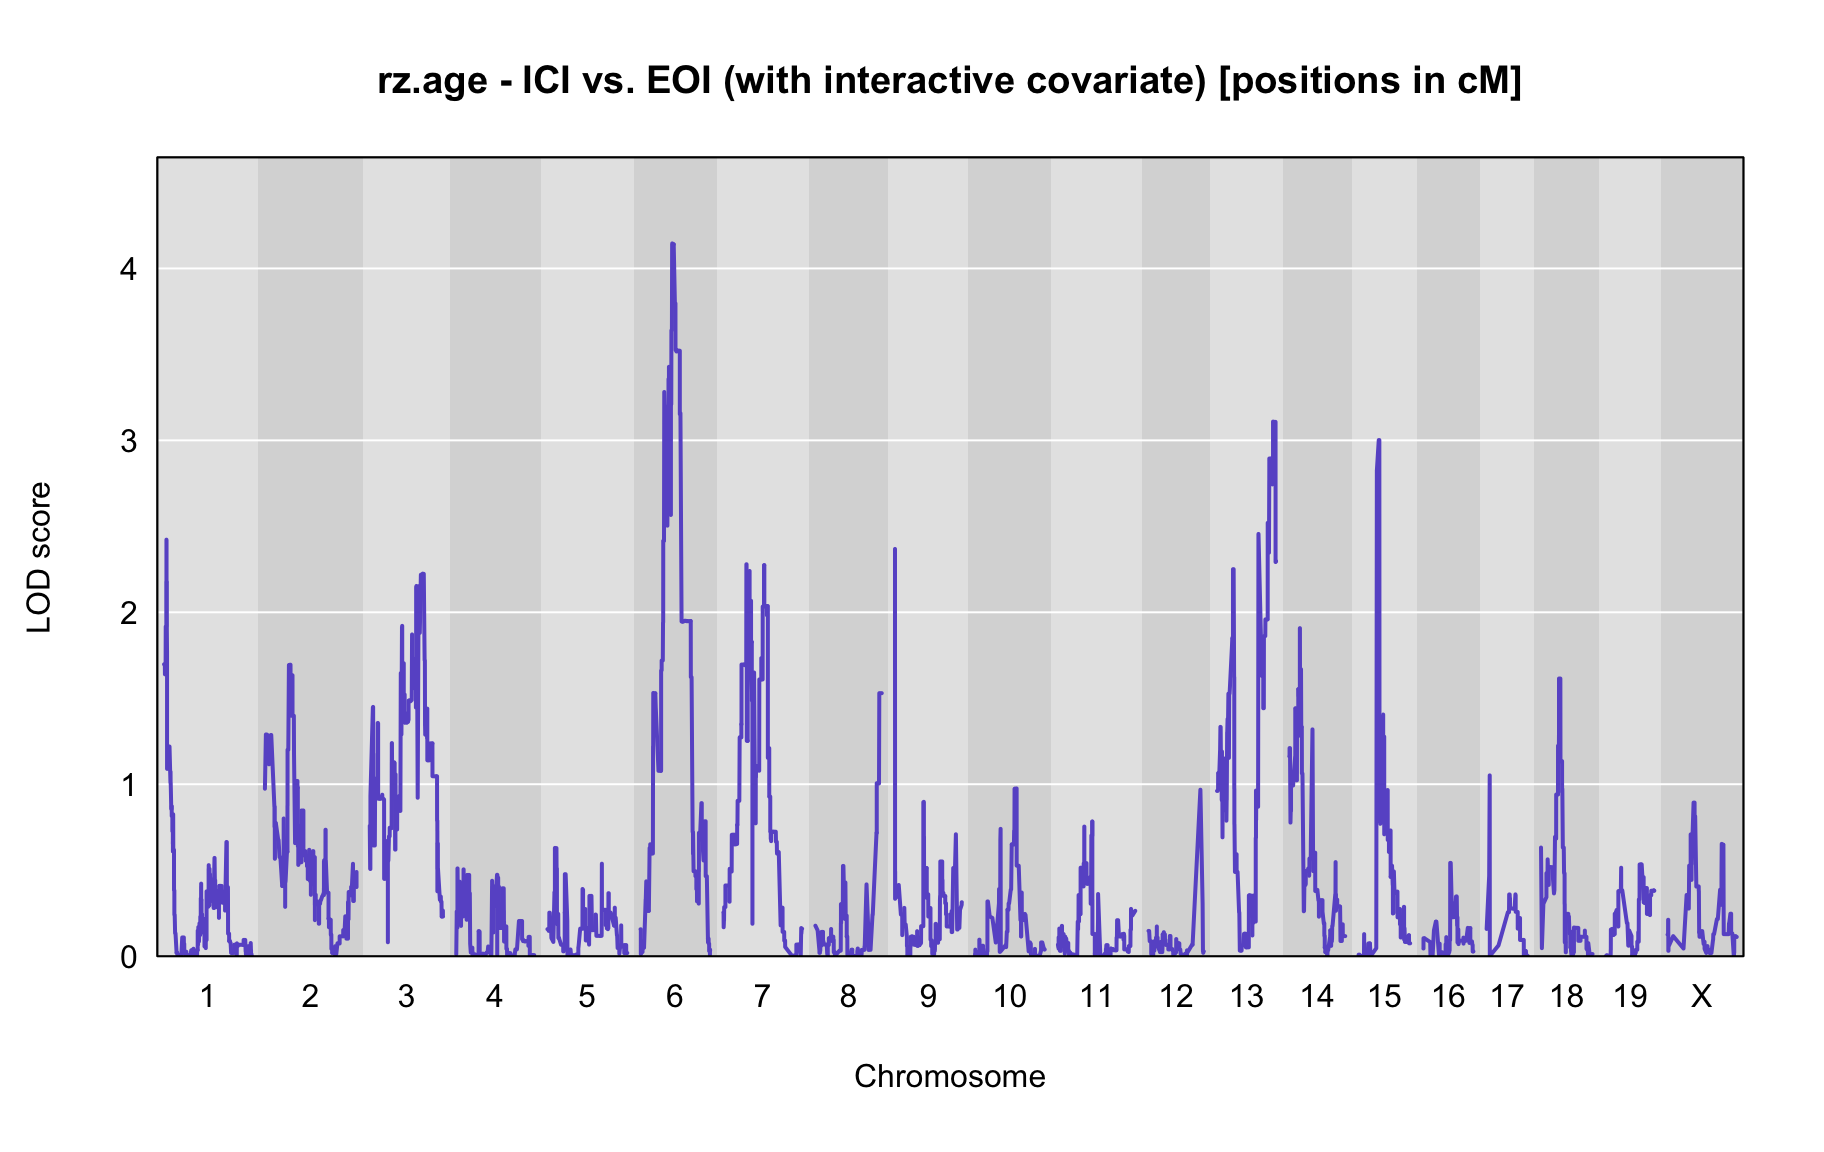 rz.age - ICI vs. EOI (with interactive covariate) [positions in cM]
LOD score
4
3
2
1
0
1 2 3 4 5 6 7 8 9 10 11 12 13 14 15 16 17 18 19 X
Chromosome